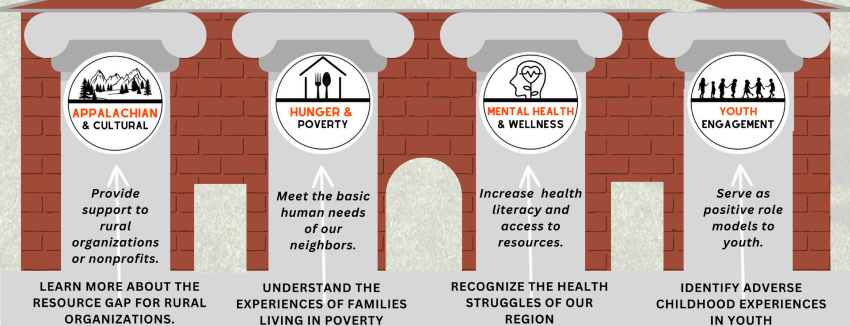 APPALACHIAN
& CULTURAL
HUNGER &
POVERTY
MENTAL HEALTH
& WELLNESS
YOUTH
ENGAGEMENT
Provide
support to
rural
organizations
or nonprofits.
Meet the basic
human needs
of our
neighbors.
Increase health
literacy and
access to
resources.
Serve as
positive role
models to
youth.
LEARN MORE ABOUT THE
RESOURCE GAP FOR RURAL
ORGANIZATIONS.
UNDERSTAND THE
EXPERIENCES OF FAMILIES
LIVING IN POVERTY
RECOGNIZE THE HEALTH
STRUGGLES OF OUR
REGION
IDENTIFY ADVERSE
CHILDHOOD EXPERIENCES
IN YOUTH